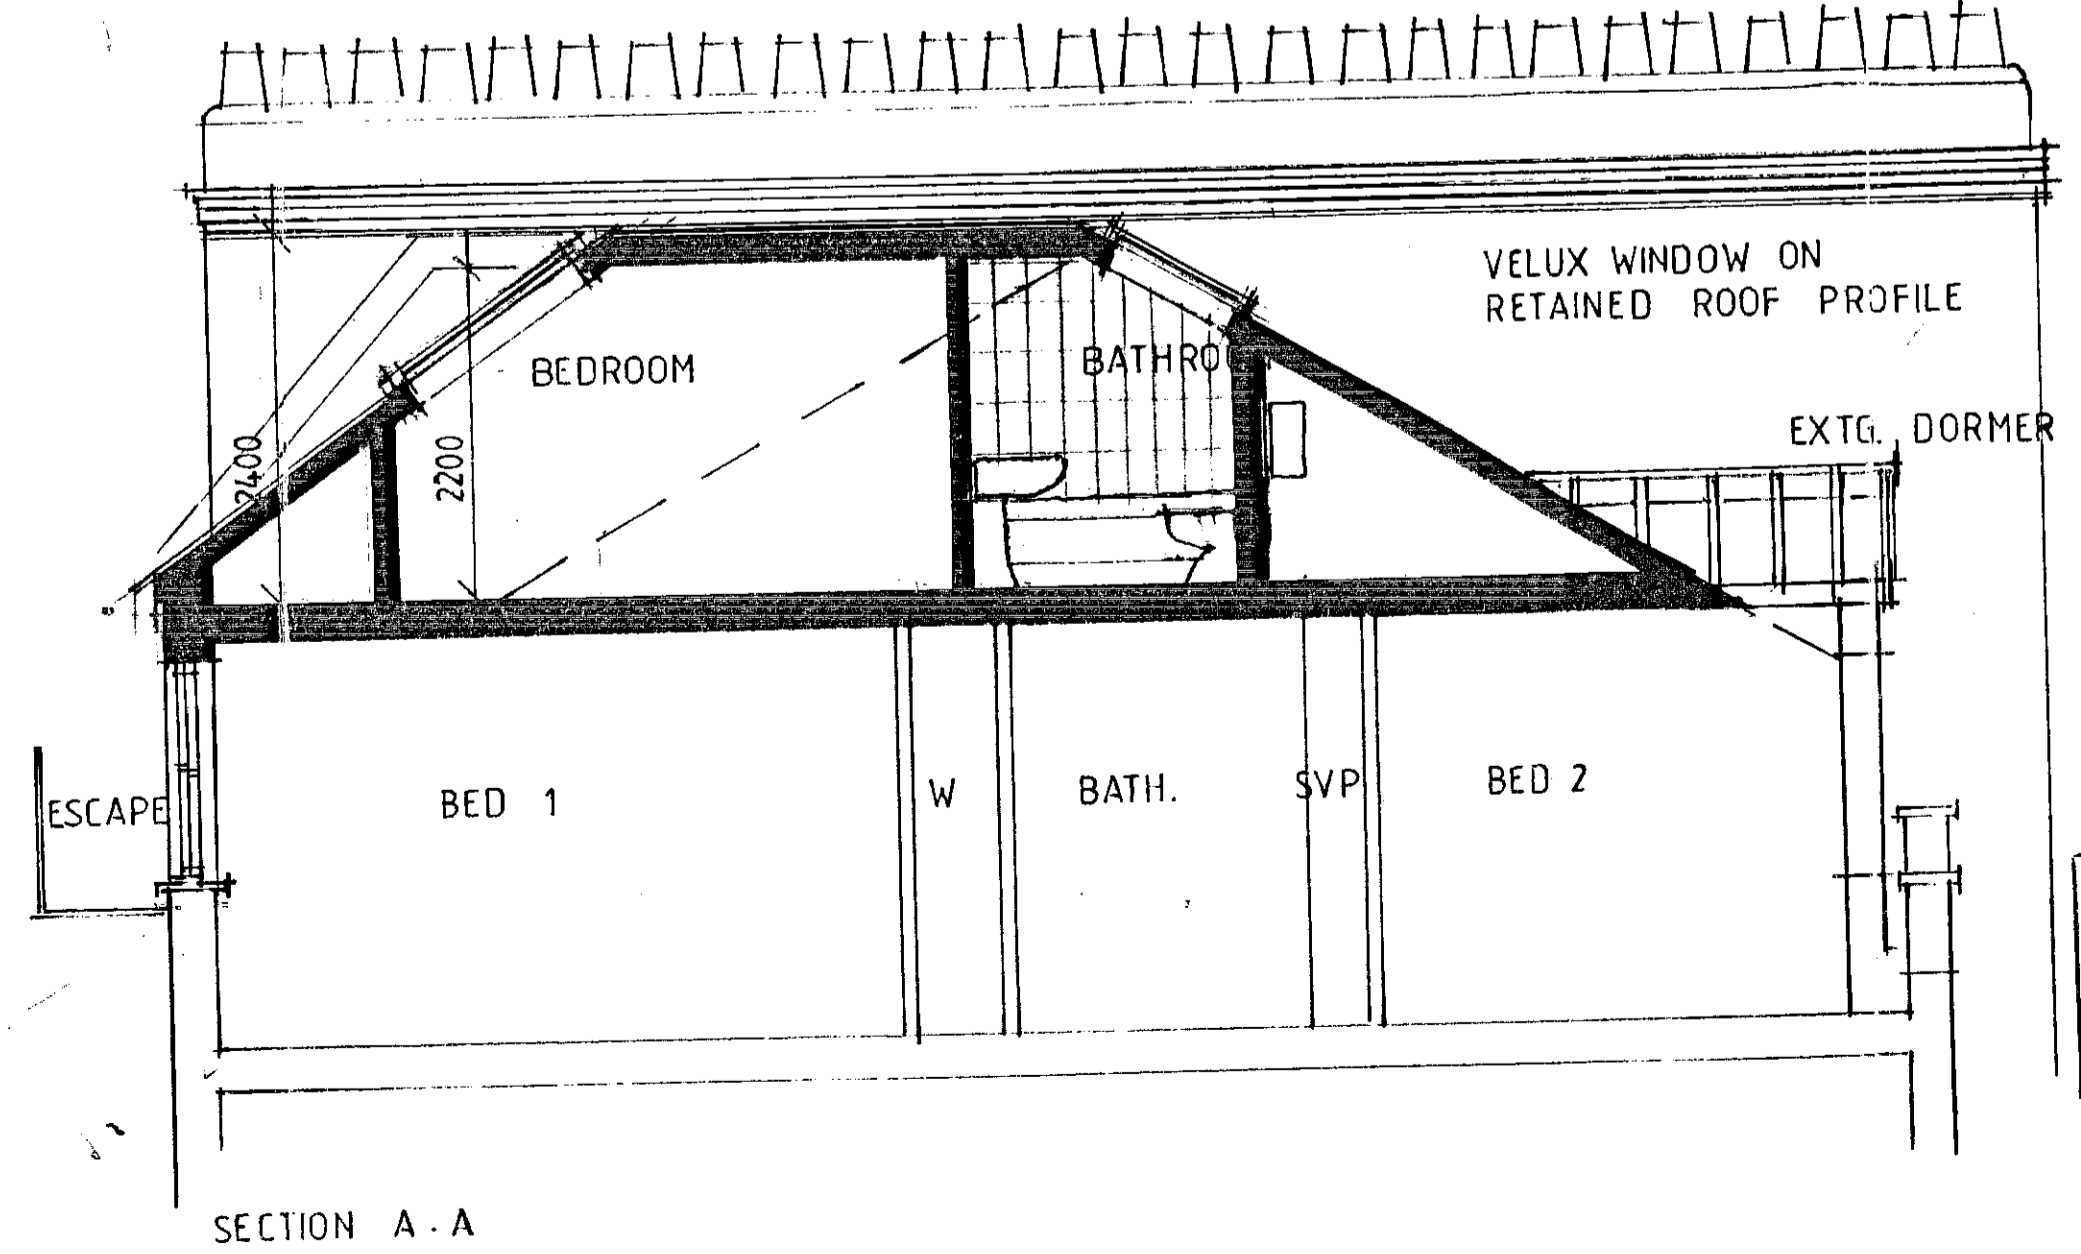 VELUX WINDOW ON
RETAINED ROOF PROFILE
BEDROOM
BATHROOM
EXTG. DORMER
2400
2200
ESCAPE
BED 1
W
BATH.
SVP
BED 2
SECTION A.A